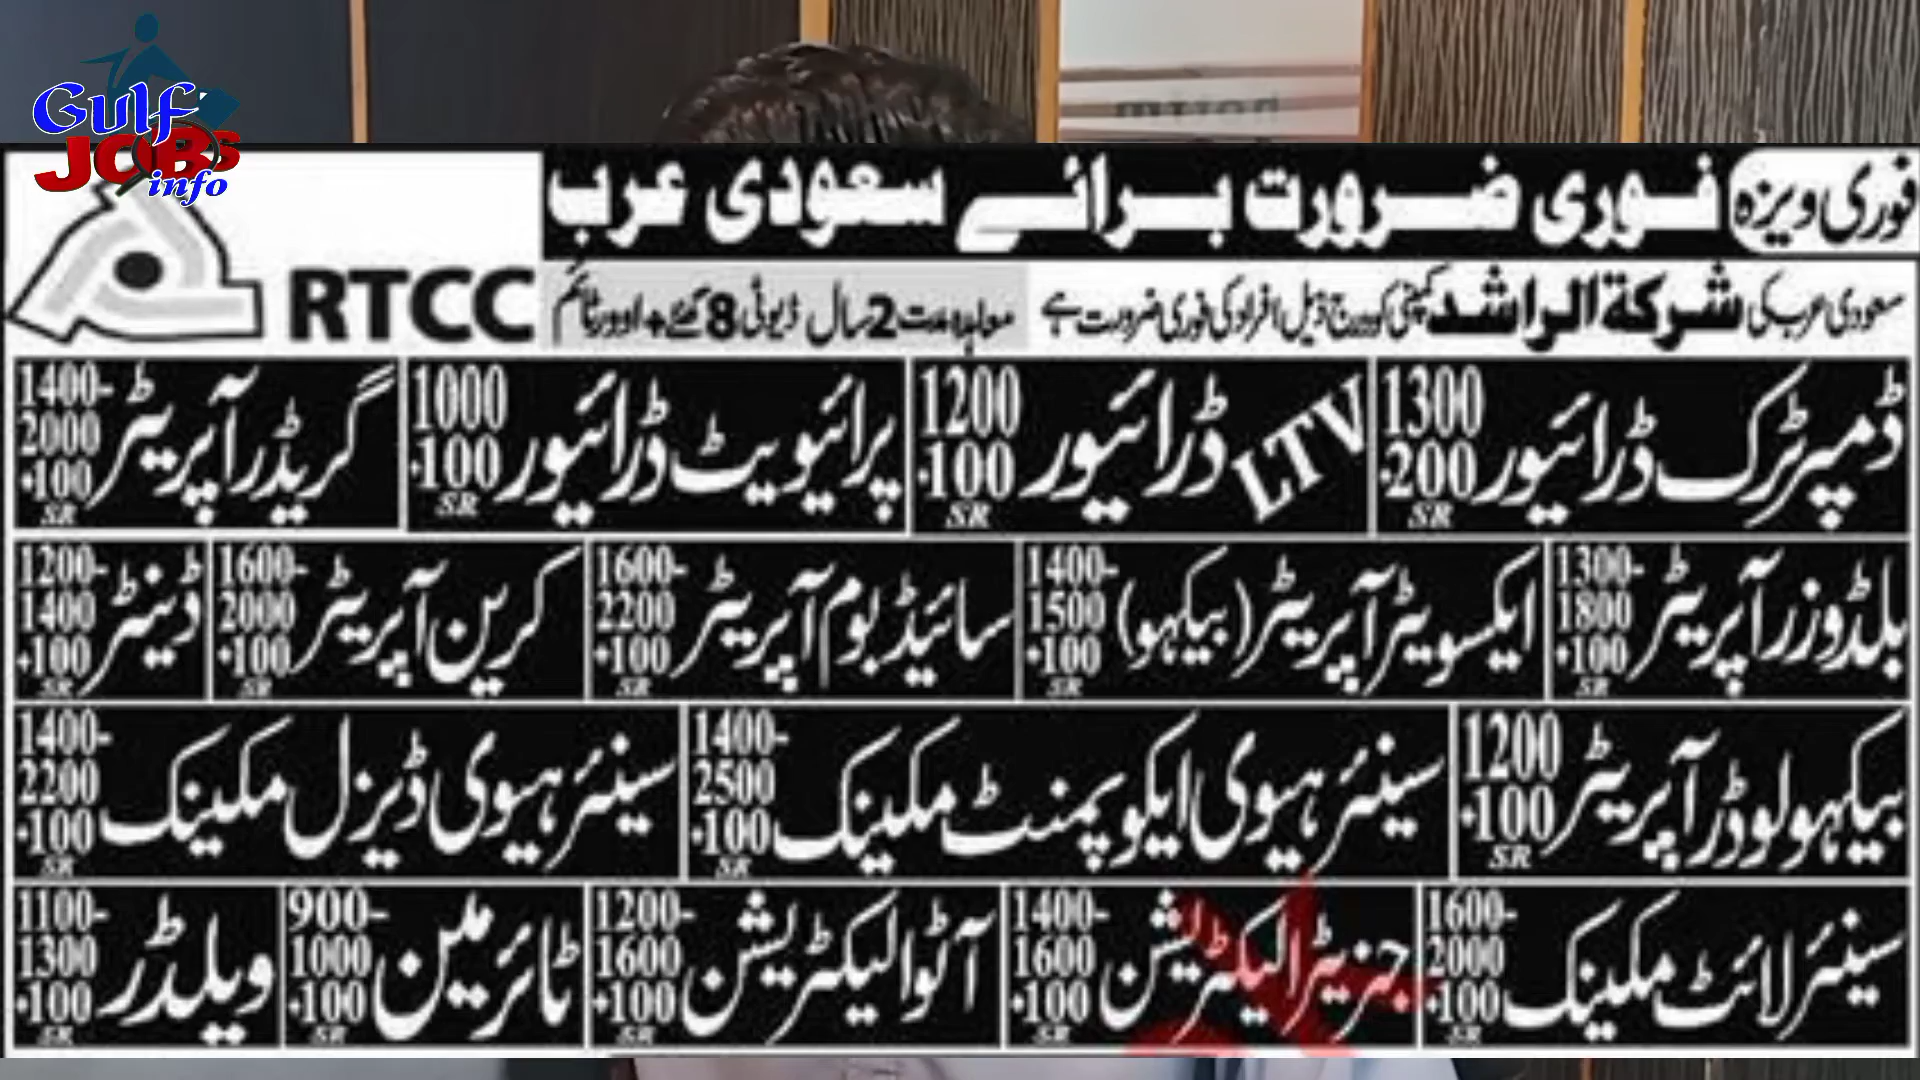 Gulf
JOBS
info
فوری ویزہ
فوری ضرورت برائے سعودی عرب
RTCC
سعودی عرب کی شرکۃ الراشد کمپنی کو درج ذیل افراد کی فوری ضرورت ہے
معاہدہ مدت 2 سال ڈیوٹی 8 گھنٹے + اوور ٹائم
ڈمپر ٹرک ڈرائیور 1300 +200 SR
LTV ڈرائیور 1200 +100 SR
پرائیویٹ ڈرائیور 1000 +100 SR
گریڈر آپریٹر 1400-2000 +100 SR
بلڈوزر آپریٹر 1300-1800 +100 SR
ایکسویٹر آپریٹر (بیکہو) 1400-1500 +100 SR
سائیڈ بوم آپریٹر 1600-2200 +100 SR
کرین آپریٹر 1600-2000 +100 SR
ڈینٹر 1200-1400 +100 SR
بیکہو لوڈر آپریٹر 1200 +100 SR
سینئر ہیوی ایکوپمنٹ مکینک 1400-2500 +100 SR
سینئر ہیوی ڈیزل مکینک 1400-2200 +100 SR
سینئر لائٹ مکینک 1600-2000 +100 SR
جنریٹر الیکٹریشن 1400-1600 +100 SR
آٹو الیکٹریشن 1200-1600 +100 SR
ٹائر مین 900-1000 +100 SR
ویلڈر 1100-1300 +100 SR